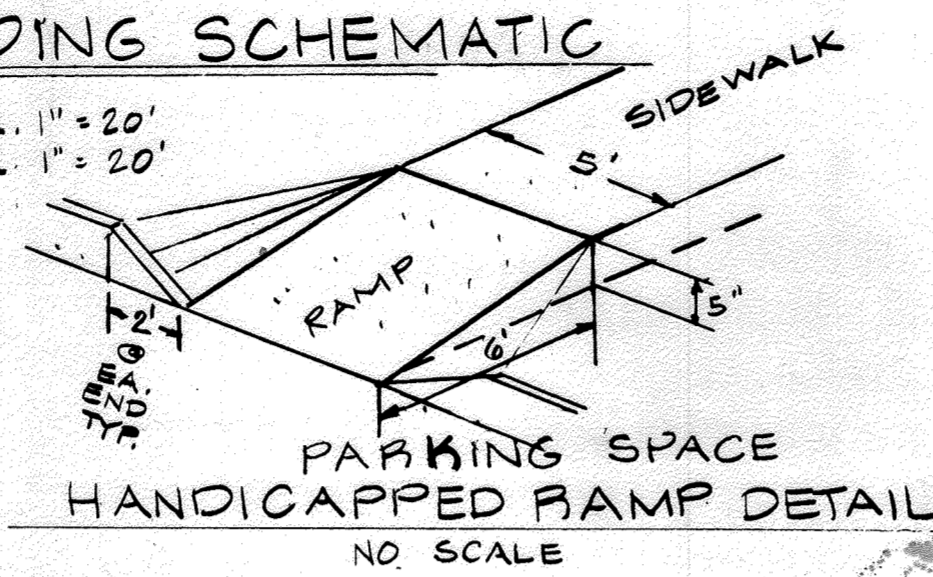 SCHEMATIC
1" = 20'
1" = 20'
SIDEWALK
5'
RAMP
5"
2'
@
EA.
END
TYP.
6'
PARKING SPACE
HANDICAPPED RAMP DETAIL
NO SCALE